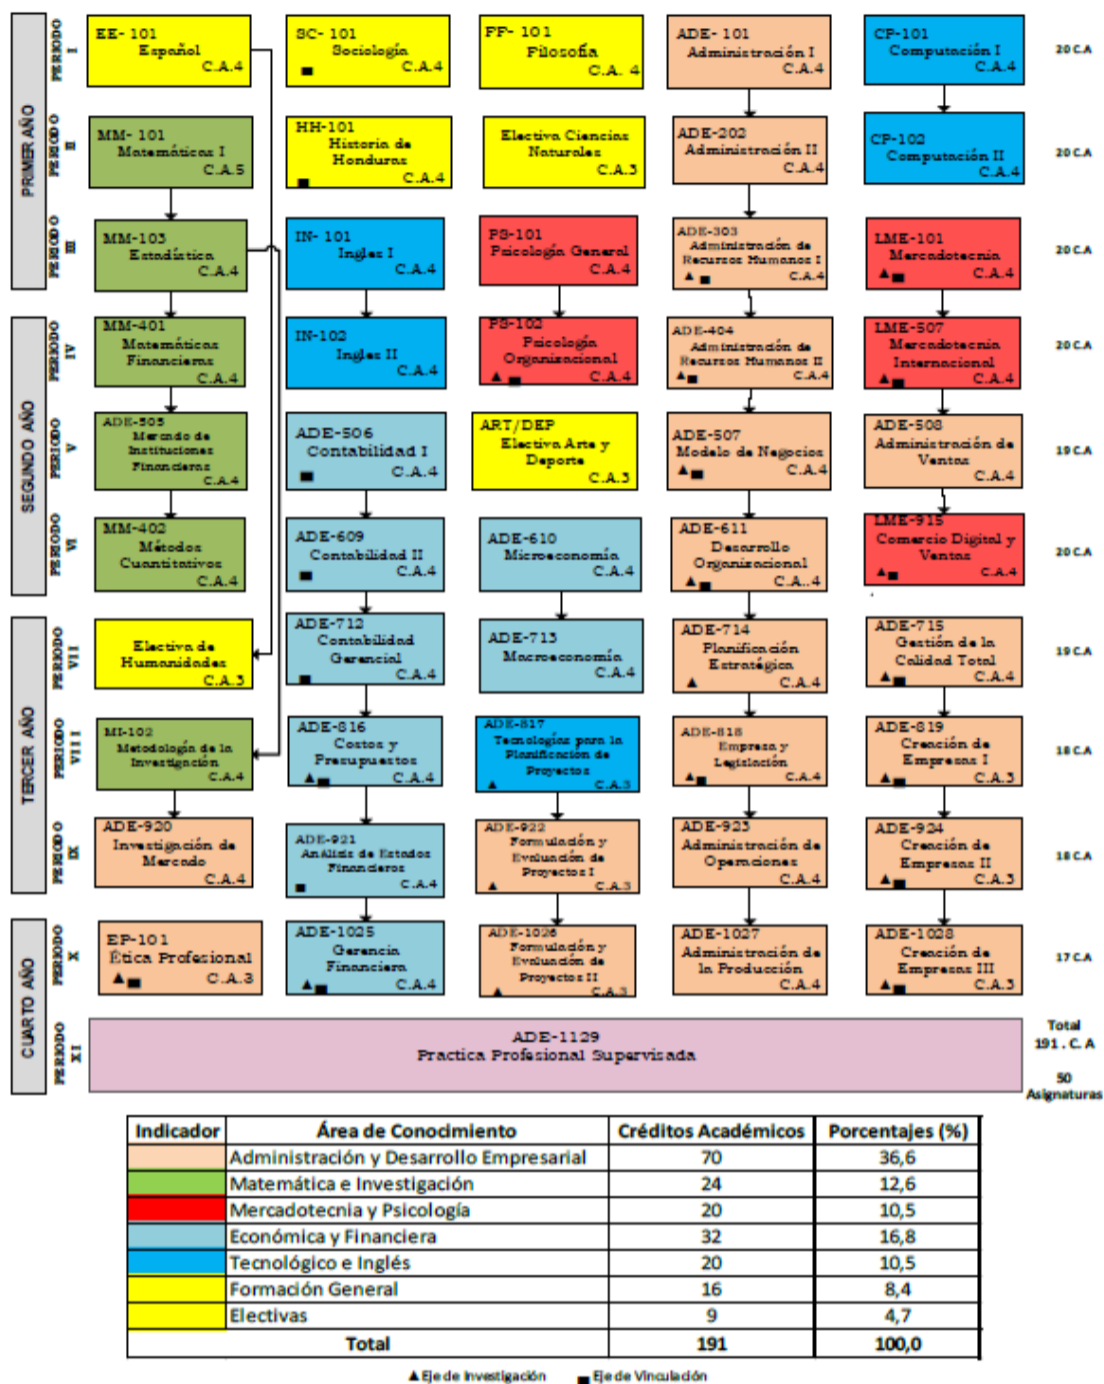 PRIMER AÑO
PERIODO I
EE- 101
Español
C.A.4
SC- 101
Sociología
C.A.4
FF- 101
Filosofía
C.A. 4
ADE- 101
Administración I
C.A.4
CP-101
Computación I
C.A.4
20 C.A
PERIODO II
MM- 101
Matemáticas I
C.A.5
HH-101
Historia de
Honduras
C.A.4
Electiva Ciencias
Naturales
C.A.3
ADE-202
Administración II
C.A.4
CP-102
Computación II
C.A.4
20 C.A
PERIODO III
MM-103
Estadística
C.A.4
IN- 101
Ingles I
C.A.4
PS-101
Psicología General
C.A.4
ADE-303
Administración de
Recursos Humanos I
C.A.4
LME-101
Mercadotecnia
C.A.4
20 C.A
SEGUNDO AÑO
PERIODO IV
MM-401
Matemáticas
Financieras
C.A.4
IN-102
Ingles II
C.A.4
PS-102
Psicología
Organizacional
C.A.4
ADE-404
Administración de
Recursos Humanos II
C.A.4
LME-507
Mercadotecnia
Internacional
C.A.4
20 C.A
PERIODO V
ADE-505
Mercado de
Instituciones
Financieras
C.A.4
ADE-506
Contabilidad I
C.A.4
ART/DEP
Electiva Arte y
Deporte
C.A.3
ADE-507
Modelo de Negocios
C.A.4
ADE-508
Administración de
Ventas
C.A.4
19 C.A
PERIODO VI
MM-402
Métodos
Cuantitativos
C.A.4
ADE-609
Contabilidad II
C.A.4
ADE-610
Microeconomía
C.A.4
ADE-611
Desarrollo
Organizacional
C.A..4
LME-915
Comercio Digital y
Ventas
C.A.4
20 C.A
TERCER AÑO
PERIODO VII
Electiva de
Humanidades
C.A.3
ADE-712
Contabilidad
Gerencial
C.A.4
ADE-713
Macroeconomía
C.A.4
ADE-714
Planificación
Estratégica
C.A.4
ADE-715
Gestión de la
Calidad Total
C.A.4
19 C.A
PERIODO VIII
MI-102
Metodología de la
Investigación
C.A.4
ADE-816
Costos y
Presupuestos
C.A.4
ADE-817
Tecnologías para la
Planificación de
Proyectos
C.A.3
ADE-818
Empresa y
Legislación
C.A.4
ADE-819
Creación de
Empresas I
C.A.3
18 C.A
PERIODO IX
ADE-920
Investigación de
Mercado
C.A.4
ADE-921
Análisis de Estados
Financieros
C.A.4
ADE-922
Formulación y
Evaluación de
Proyectos I
C.A.3
ADE-923
Administración de
Operaciones
C.A.4
ADE-924
Creación de
Empresas II
C.A.3
18 C.A
CUARTO AÑO
PERIODO X
EP-101
Ética Profesional
C.A.3
ADE-1025
Gerencia
Financiera
C.A.4
ADE-1026
Formulación y
Evaluación de
Proyectos II
C.A.3
ADE-1027
Administración de
la Producción
C.A.4
ADE-1028
Creación de
Empresas III
C.A.3
17 C.A
PERIODO XI
ADE-1129
Practica Profesional Supervisada
Total
191 . C. A
50
Asignaturas
Indicador Área de Conocimiento Créditos Académicos Porcentajes (%)
Administración y Desarrollo Empresarial 70 36,6
Matemática e Investigación 24 12,6
Mercadotecnia y Psicología 20 10,5
Económica y Financiera 32 16,8
Tecnológico e Inglés 20 10,5
Formación General 16 8,4
Electivas 9 4,7
Total 191 100,0
▲ Eje de Investigación ■ Eje de Vinculación